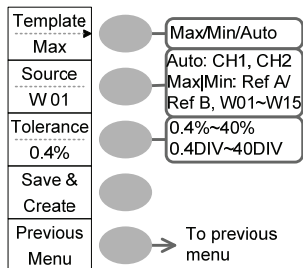 Template
Max
Max/Min/Auto
Source
W 01
Auto: CH1, CH2
Max|Min: Ref A/
Ref B, W01~W15
Tolerance
0.4%
0.4%~40%
0.4DIV~40DIV
Save &
Create
Previous
Menu
To previous
menu